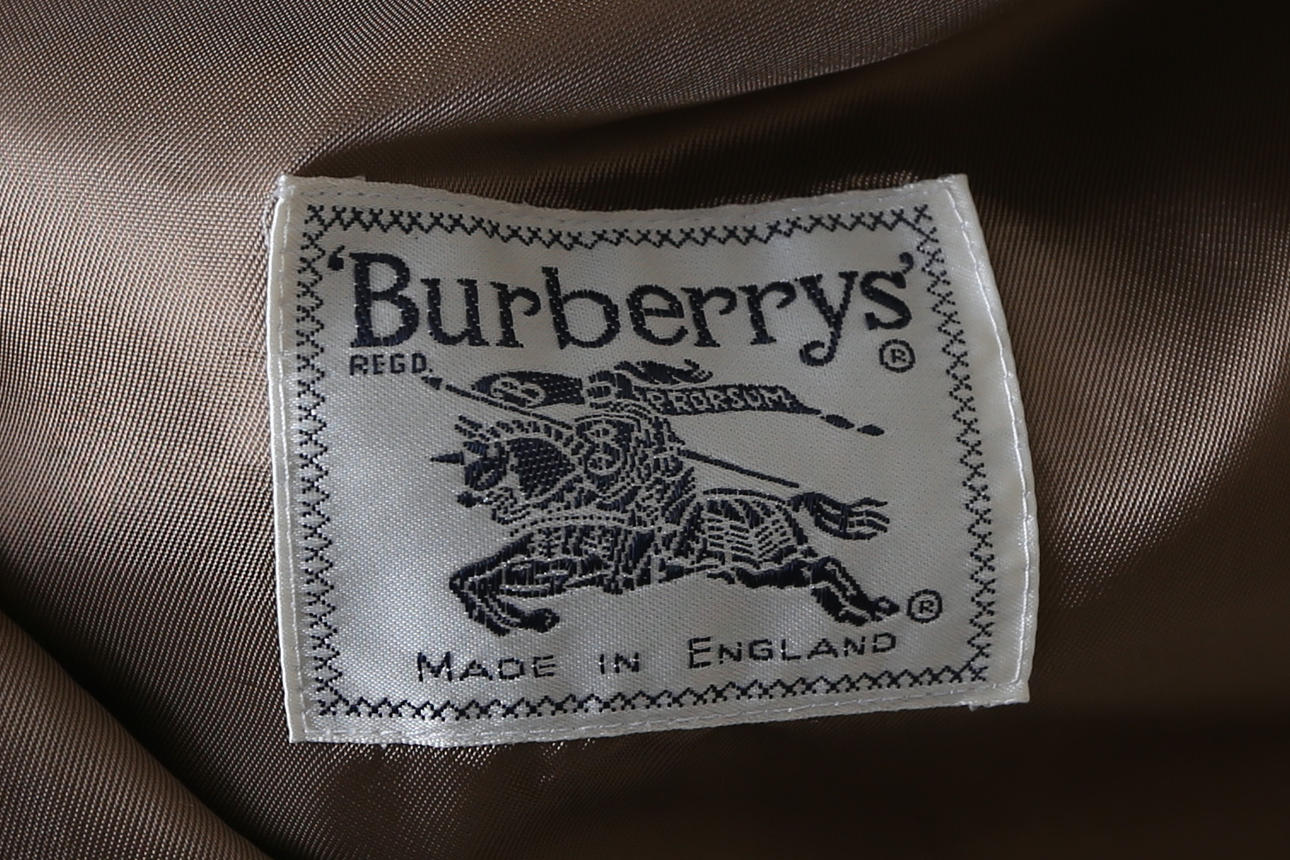 ‘Burberrys’
REGD. ®
B PRORSUM
B
®
MADE IN ENGLAND